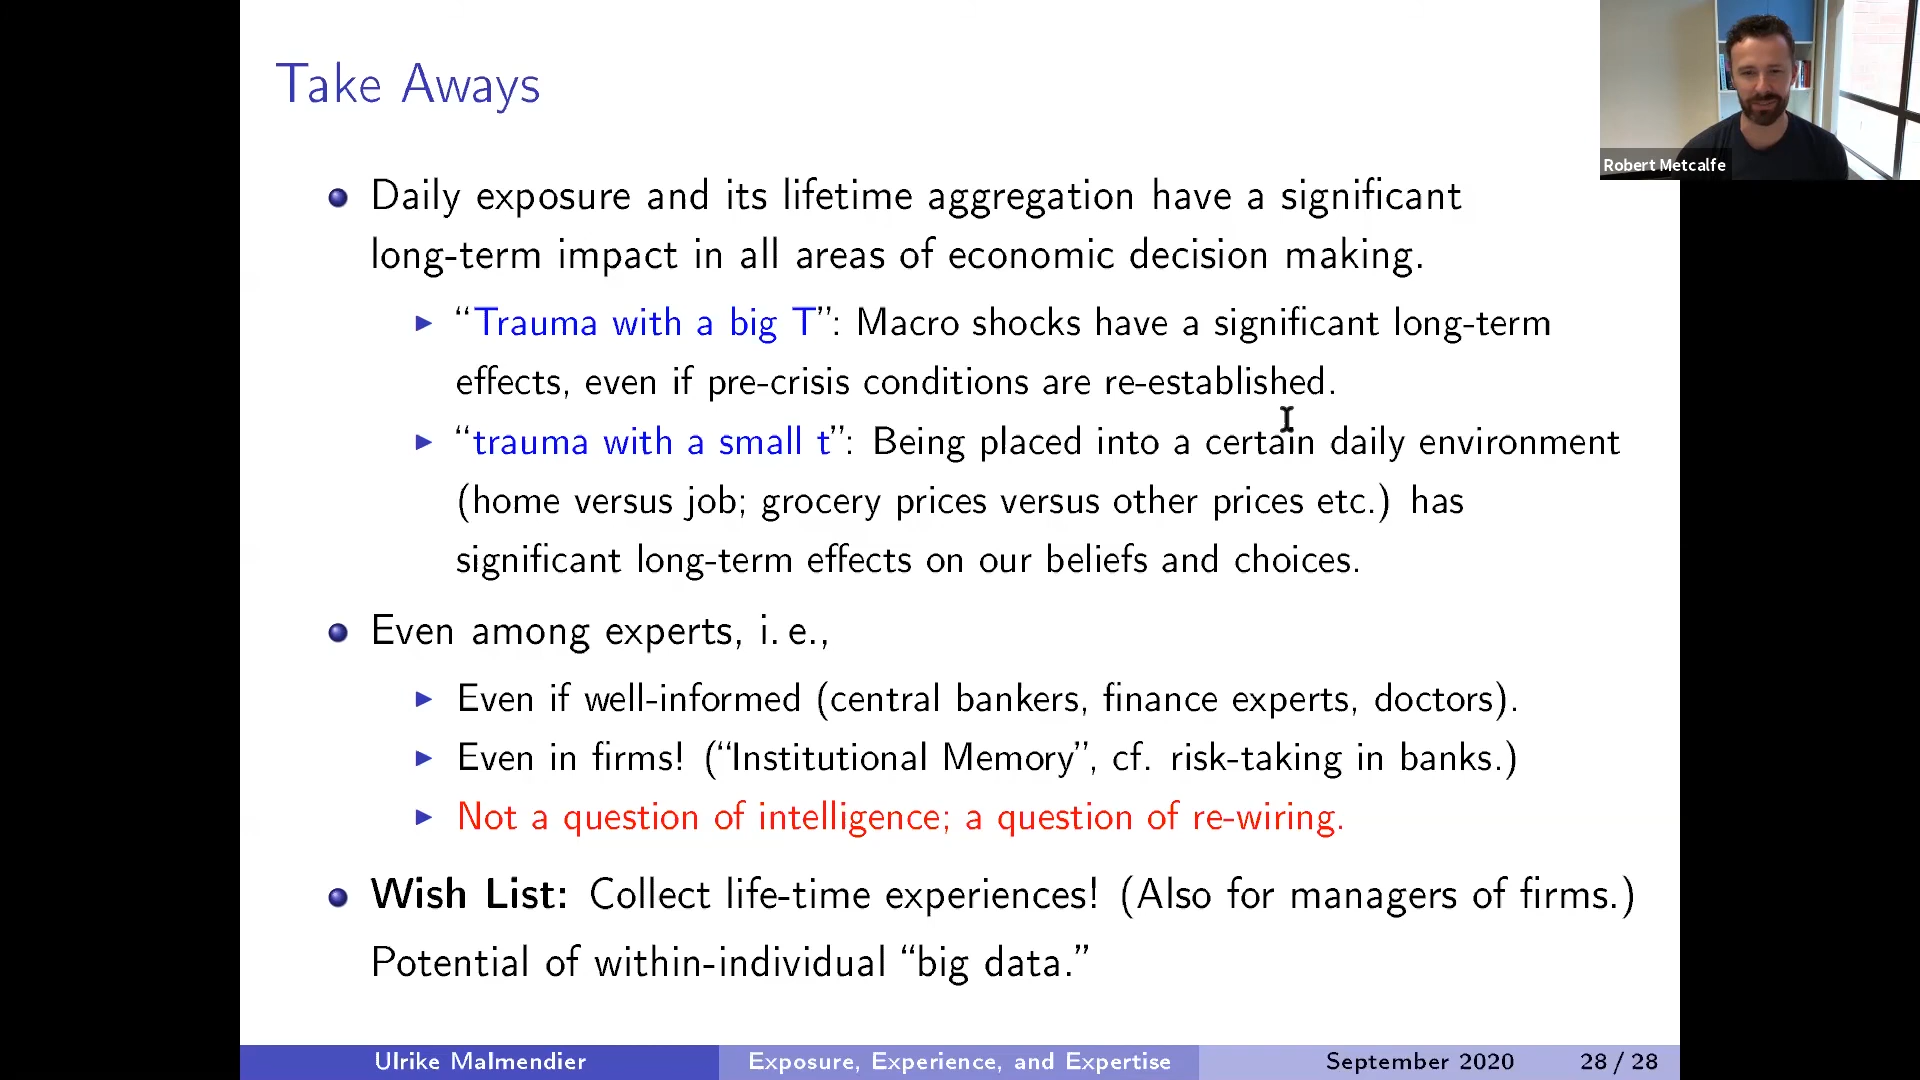 Take Aways
Robert Metcalfe
Daily exposure and its lifetime aggregation have a significant
long-term impact in all areas of economic decision making.
“Trauma with a big T”: Macro shocks have a significant long-term
effects, even if pre-crisis conditions are re-established.
“trauma with a small t”: Being placed into a certain daily environment
(home versus job; grocery prices versus other prices etc.) has
significant long-term effects on our beliefs and choices.
Even among experts, i. e.,
Even if well-informed (central bankers, finance experts, doctors).
Even in firms! (“Institutional Memory”, cf. risk-taking in banks.)
Not a question of intelligence; a question of re-wiring.
Wish List: Collect life-time experiences! (Also for managers of firms.)
Potential of within-individual “big data.”
Ulrike Malmendier Exposure, Experience, and Expertise September 2020 28 / 28